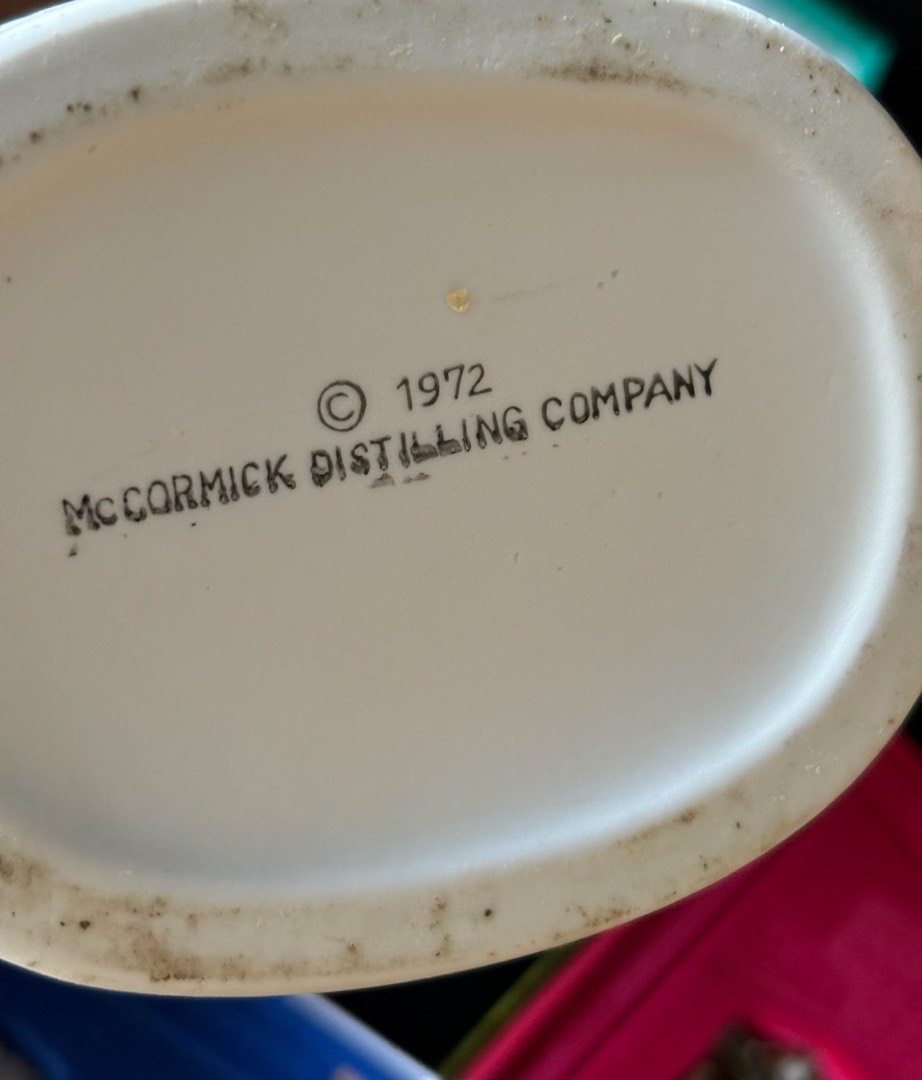 © 1972
McCORMICK DISTILLING COMPANY